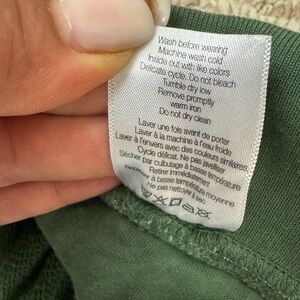 Wash before wearing
Machine wash cold
Inside out with like colors
Delicate cycle. Do not bleach
Tumble dry low
Remove promptly
warm iron
Do not dry clean
Laver une fois avant de porter
Laver à la machine à l'eau froide
Laver à l'envers avec des couleurs similaires
Cycle délicat. Ne pas javelliser
Sécher par culbutage à basse température
à basse température moyenne
Ne pas nettoyer à sec